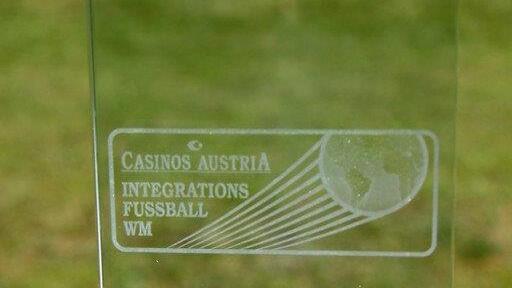 CASINOS AUSTRIA
INTEGRATIONS
FUSSBALL
WM